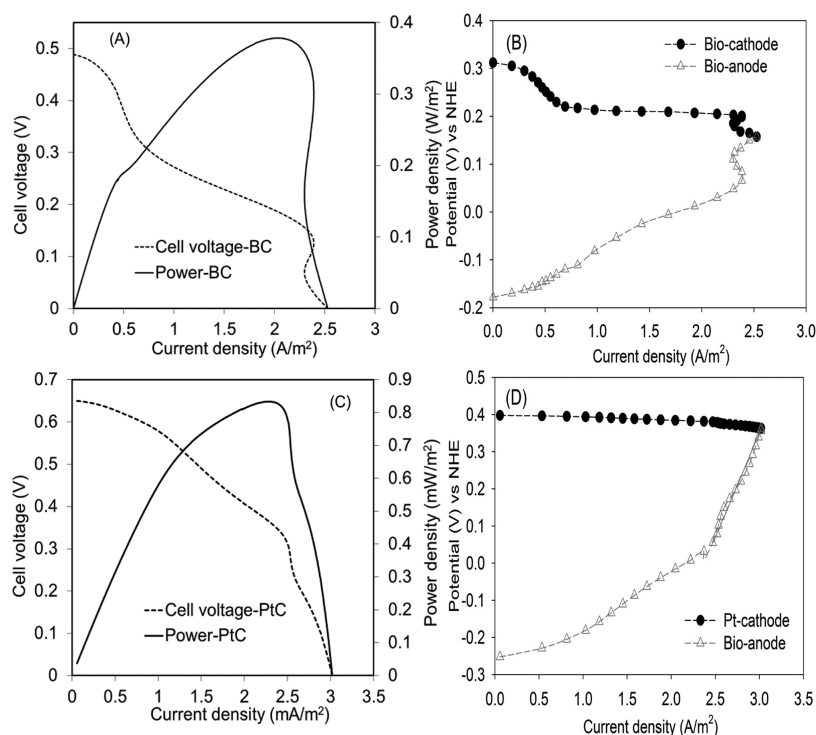 (A)
Cell voltage (V)
0.5
0.4
0.3
0.2
0.1
0
0.4
0.3
0.2
0.1
0
Power density (W/m²)
Cell voltage-BC
Power-BC
0 0.5 1 1.5 2 2.5 3
Current density (A/m²)
(B)
Bio-cathode
Bio-anode
Potential (V) vs NHE
0.4
0.3
0.2
0.1
0.0
-0.1
-0.2
0.0 0.5 1.0 1.5 2.0 2.5 3.0
Current density (A/m²)
(C)
Cell voltage (V)
0.7
0.6
0.5
0.4
0.3
0.2
0.1
0
0.9
0.8
0.7
0.6
0.5
0.4
0.3
0.2
0.1
0
Power density (mW/m²)
Cell voltage-PtC
Power-PtC
0 0.5 1 1.5 2 2.5 3 3.5
Current density (mA/m²)
(D)
Potential (V) vs NHE
0.5
0.4
0.3
0.2
0.1
0.0
-0.1
-0.2
-0.3
Pt-cathode
Bio-anode
0.0 0.5 1.0 1.5 2.0 2.5 3.0 3.5
Current density (A/m²)